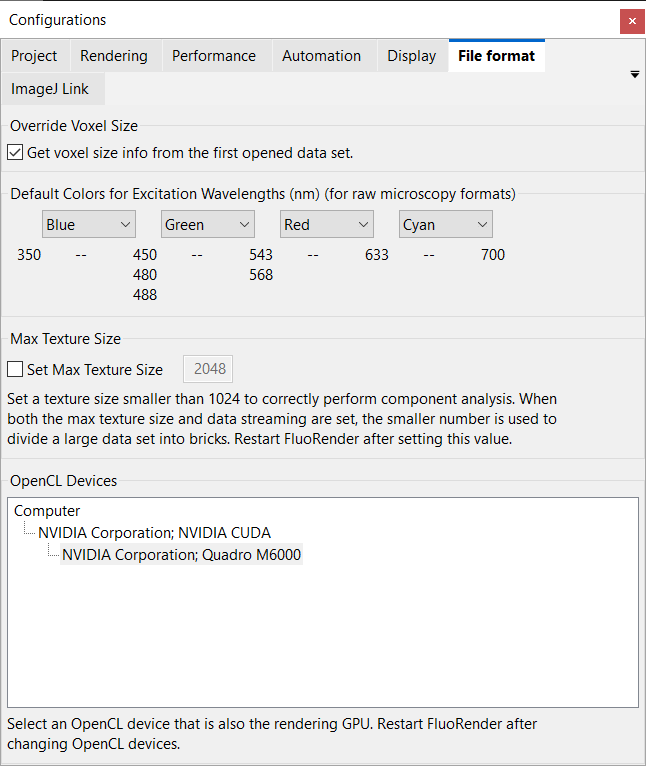 Configurations
Project Rendering Performance Automation Display File format
ImageJ Link
Override Voxel Size
Get voxel size info from the first opened data set.
Default Colors for Excitation Wavelengths (nm) (for raw microscopy formats)
Blue Green Red Cyan
350 -- 450 -- 543 -- 633 -- 700
480 568
488
Max Texture Size
Set Max Texture Size 2048
Set a texture size smaller than 1024 to correctly perform component analysis. When
both the max texture size and data streaming are set, the smaller number is used to
divide a large data set into bricks. Restart FluoRender after setting this value.
OpenCL Devices
Computer
NVIDIA Corporation; NVIDIA CUDA
NVIDIA Corporation; Quadro M6000
Select an OpenCL device that is also the rendering GPU. Restart FluoRender after
changing OpenCL devices.